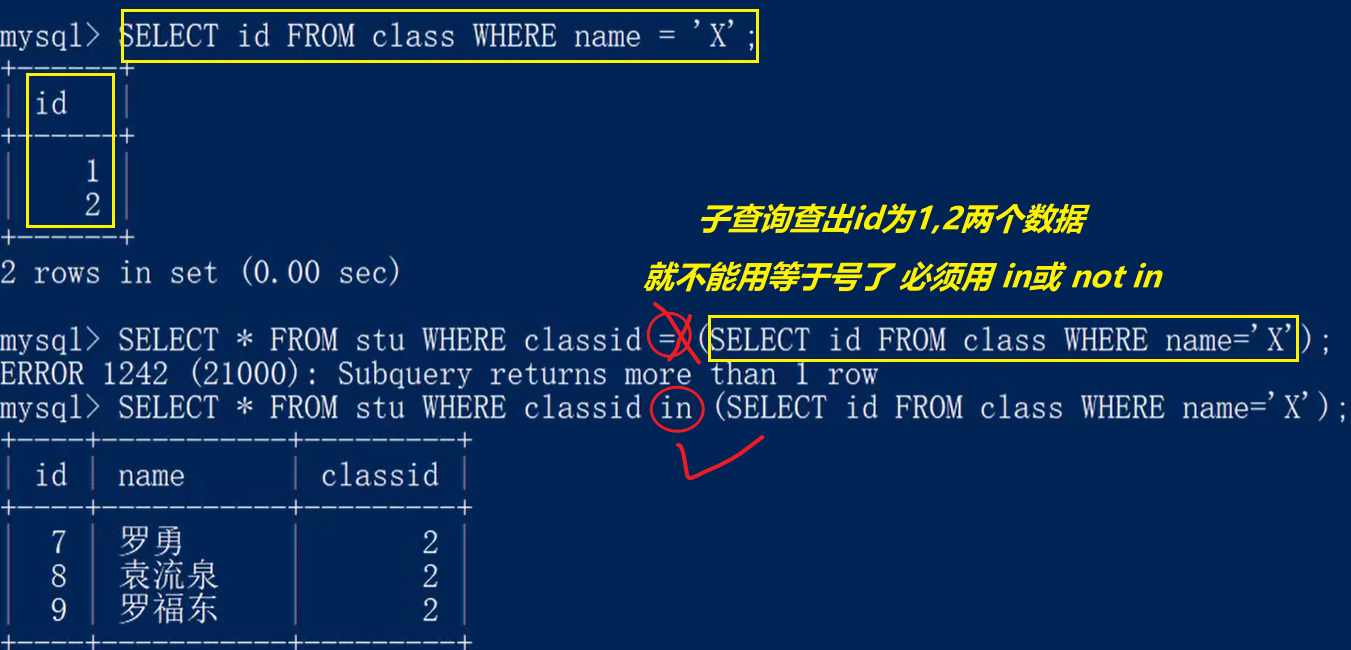 mysql> SELECT id FROM class WHERE name = 'X';
+------+
| id   |
+------+
|    1 |
|    2 |
+------+
子查询查出id为1,2两个数据
2 rows in set (0.00 sec)
就不能用等于号了 必须用 in或 not in
mysql> SELECT * FROM stu WHERE classid = (SELECT id FROM class WHERE name='X');
ERROR 1242 (21000): Subquery returns more than 1 row
mysql> SELECT * FROM stu WHERE classid in (SELECT id FROM class WHERE name='X');
+----+-----------+---------+
| id | name      | classid |
+----+-----------+---------+
|  7 | 罗勇      |       2 |
|  8 | 袁流泉    |       2 |
|  9 | 罗福东    |       2 |
+----+-----------+---------+